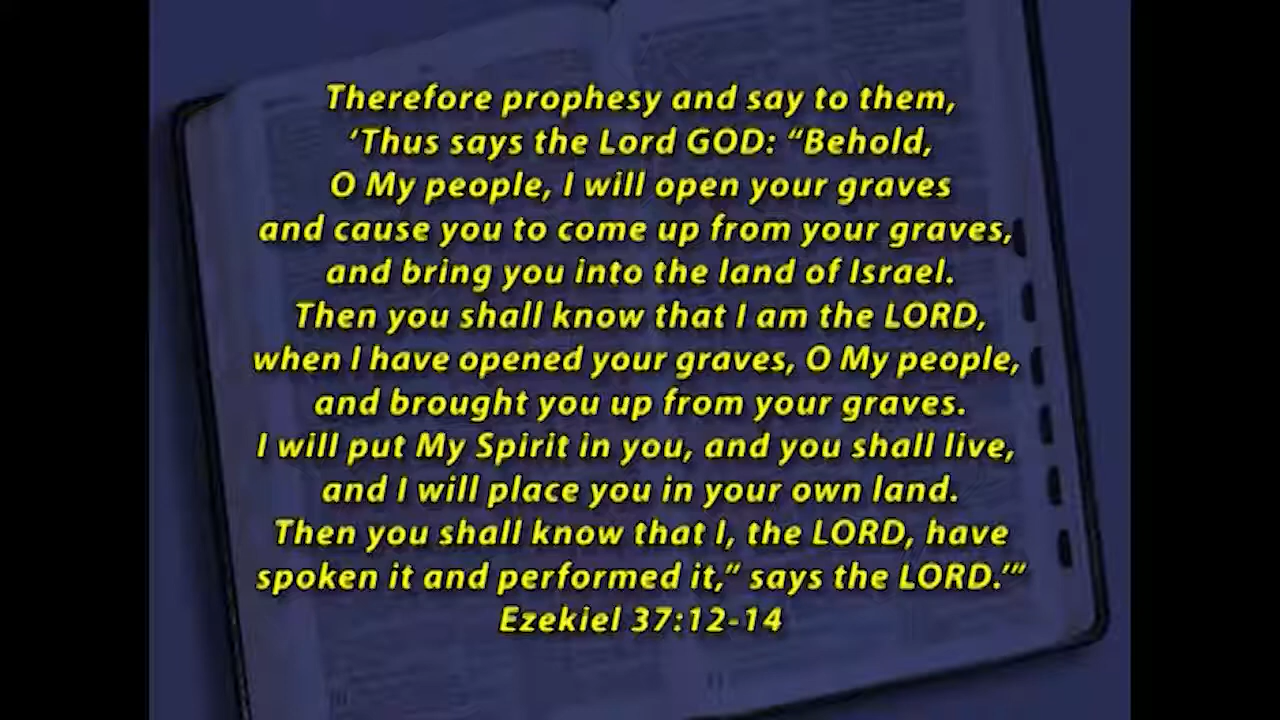 Therefore prophesy and say to them,
‘Thus says the Lord GOD: “Behold,
O My people, I will open your graves
and cause you to come up from your graves,
and bring you into the land of Israel.
Then you shall know that I am the LORD,
when I have opened your graves, O My people,
and brought you up from your graves.
I will put My Spirit in you, and you shall live,
and I will place you in your own land.
Then you shall know that I, the LORD, have
spoken it and performed it,” says the LORD.’”
Ezekiel 37:12-14